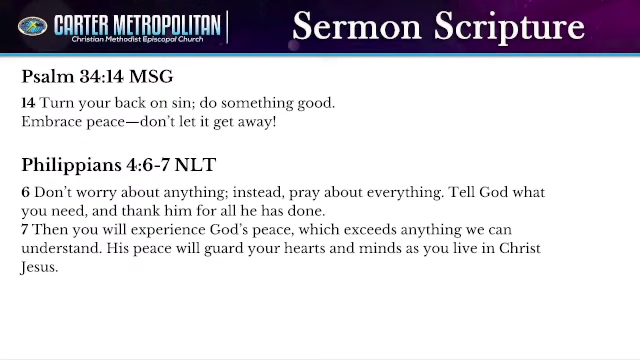 CARTER METROPOLITAN
Christian Methodist Episcopal Church
Sermon Scripture
Psalm 34:14 MSG
14 Turn your back on sin; do something good.
Embrace peace—don’t let it get away!
Philippians 4:6-7 NLT
6 Don’t worry about anything; instead, pray about everything. Tell God what
you need, and thank him for all he has done.
7 Then you will experience God’s peace, which exceeds anything we can
understand. His peace will guard your hearts and minds as you live in Christ
Jesus.